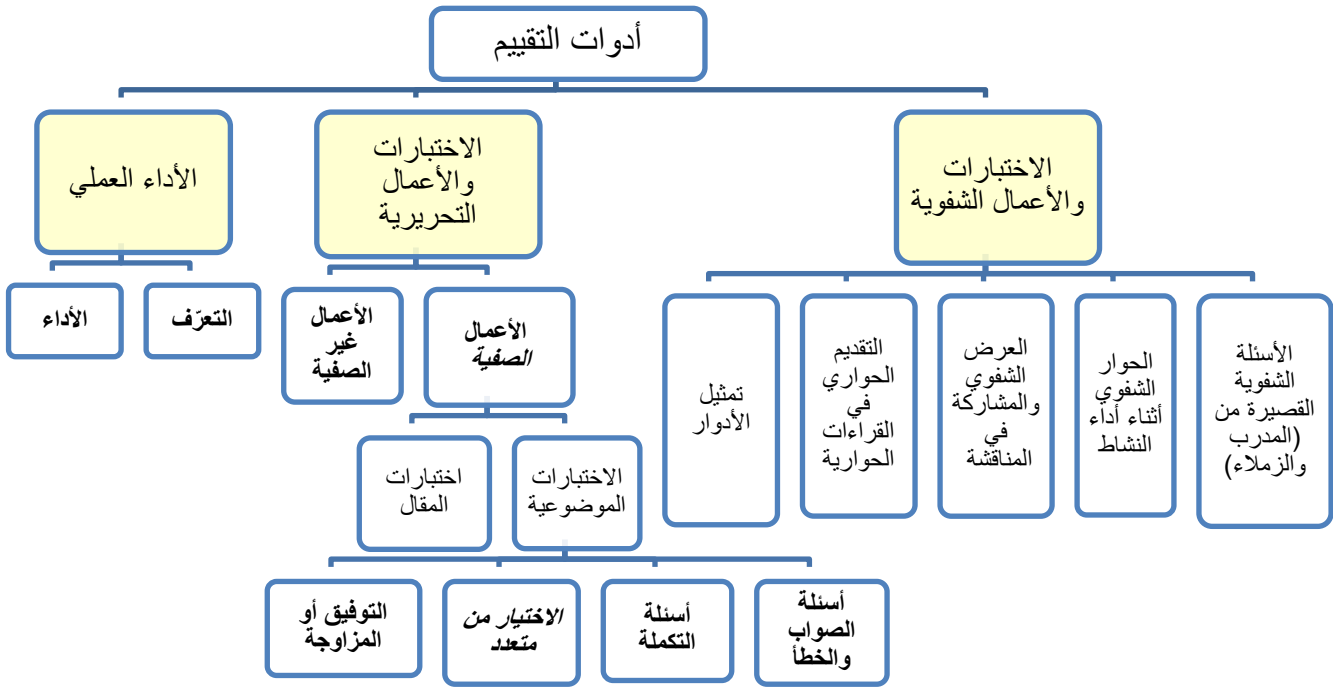 أدوات التقييم
الاختبارات
والأعمال الشفوية
الاختبارات
والأعمال
التحريرية
الأداء العملي
الأسئلة
الشفوية
القصيرة من
(المدرب
والزملاء)
الحوار
الشفوي
أثناء أداء
النشاط
العرض
الشفوي
والمشاركة
في
المناقشة
التقديم
الحواري
في
القراءات
الحوارية
تمثيل
الأدوار
الأعمال
الصفية
الأعمال
غير
الصفية
التعرّف
الأداء
الاختبارات
الموضوعية
اختبارات
المقال
أسئلة
الصواب
والخطأ
أسئلة
التكملة
الاختيار من
متعدد
التوفيق أو
المزاوجة